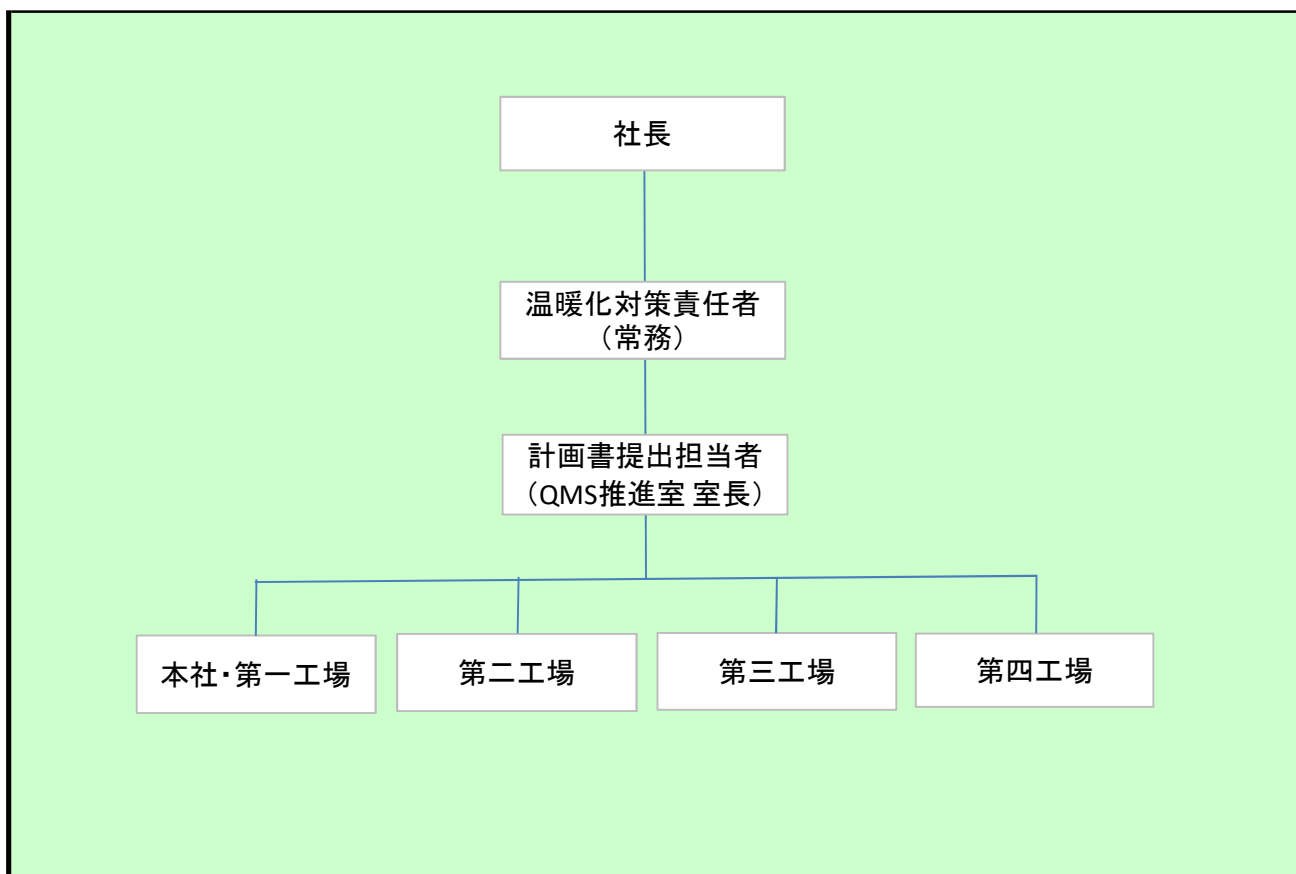 社長
温暖化対策責任者
（常務）
計画書提出担当者
（QMS推進室 室長）
本社・第一工場
第二工場
第三工場
第四工場